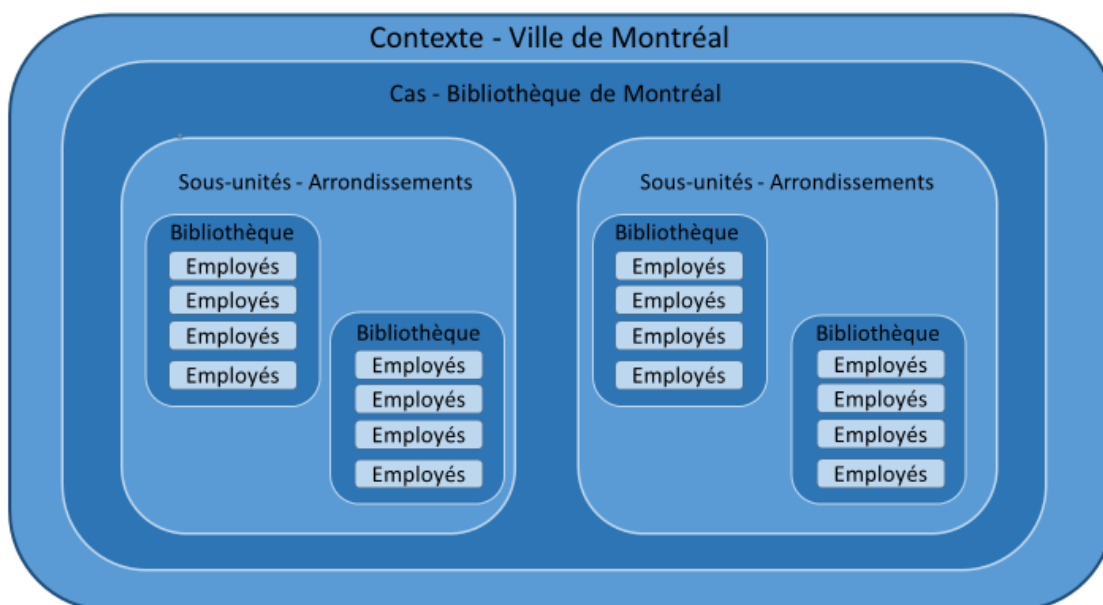 Contexte - Ville de Montréal
Cas - Bibliothèque de Montréal
Sous-unités - Arrondissements
Bibliothèque
Employés
Employés
Employés
Employés
Bibliothèque
Employés
Employés
Employés
Employés
Sous-unités - Arrondissements
Bibliothèque
Employés
Employés
Employés
Employés
Bibliothèque
Employés
Employés
Employés
Employés